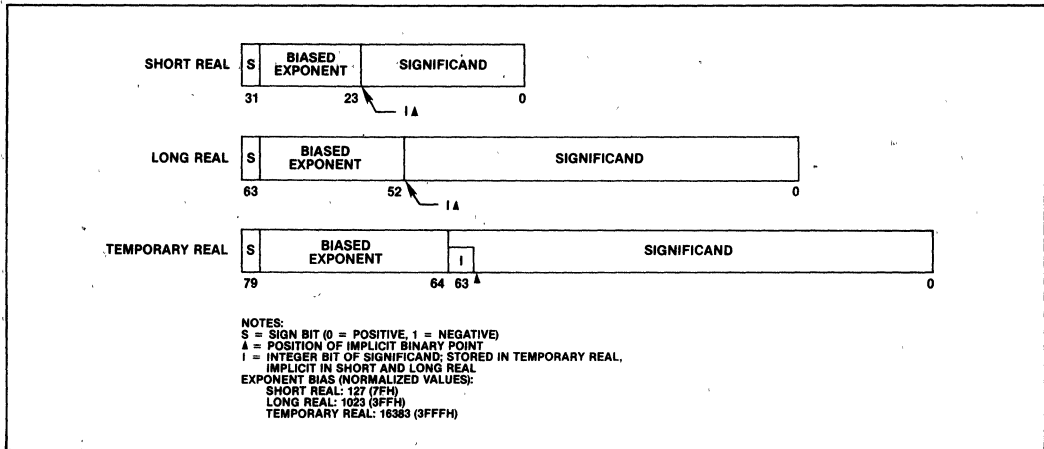 SHORT REAL S BIASED EXPONENT SIGNIFICAND
31 23 0
I▲
LONG REAL S BIASED EXPONENT SIGNIFICAND
63 52 0
I▲
TEMPORARY REAL S BIASED EXPONENT I SIGNIFICAND
79 64 63 ▲ 0
NOTES:
S = SIGN BIT (0 = POSITIVE, 1 = NEGATIVE)
▲ = POSITION OF IMPLICIT BINARY POINT
I = INTEGER BIT OF SIGNIFICAND; STORED IN TEMPORARY REAL,
IMPLICIT IN SHORT AND LONG REAL
EXPONENT BIAS (NORMALIZED VALUES):
SHORT REAL: 127 (7FH)
LONG REAL: 1023 (3FFH)
TEMPORARY REAL: 16383 (3FFFH)